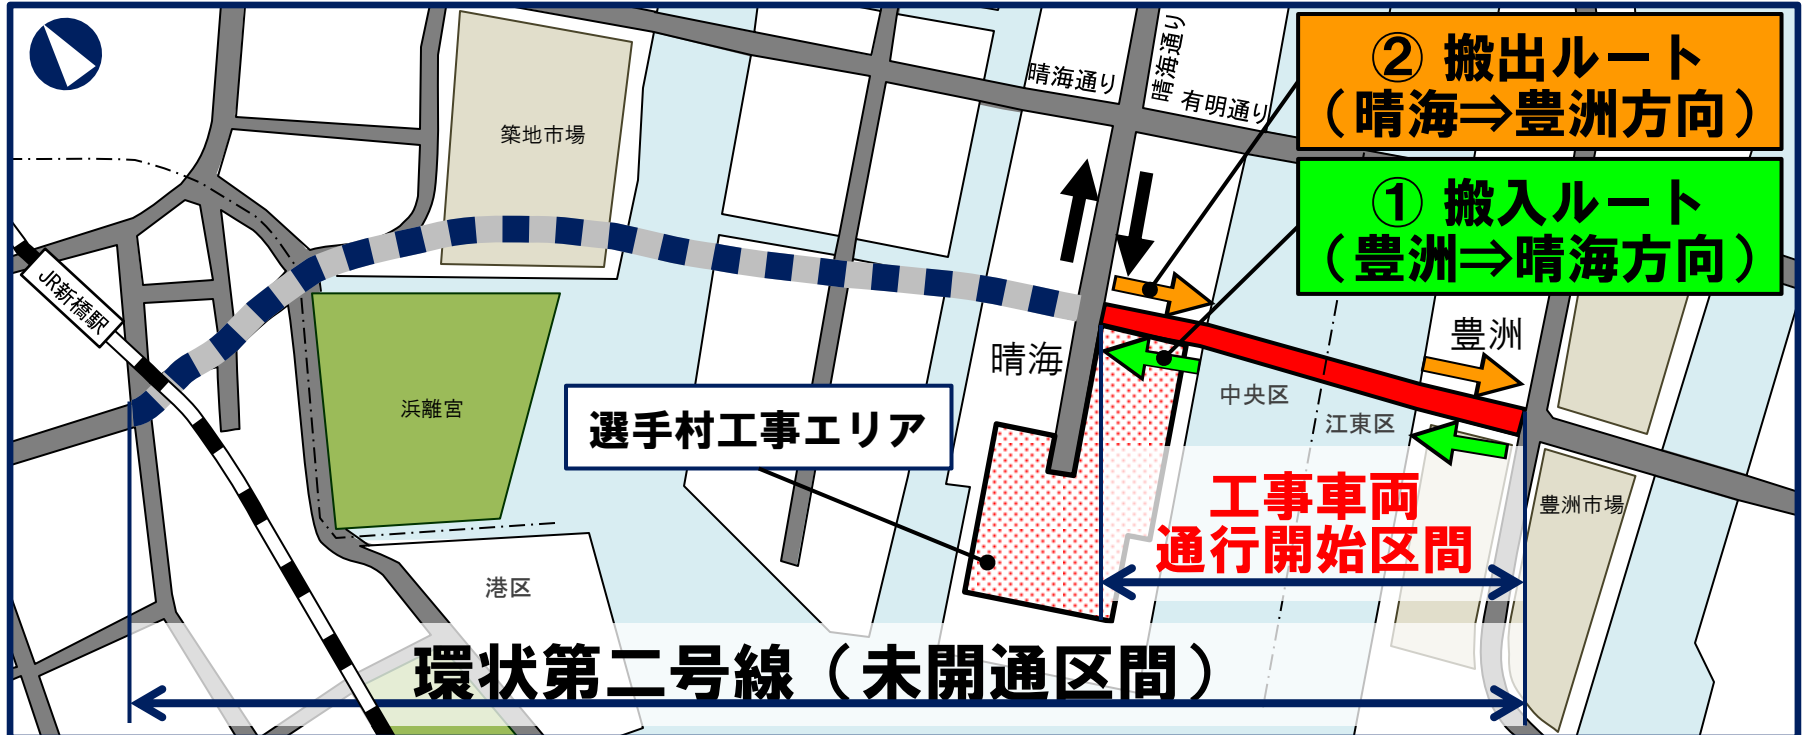 ② 搬出ルート
（晴海⇒豊洲方向）
① 搬入ルート
（豊洲⇒晴海方向）
晴海通り
晴海通り
有明通り
築地市場
JR新橋駅
浜離宮
晴海
豊洲
中央区
江東区
選手村工事エリア
工事車両
通行開始区間
豊洲市場
港区
環状第二号線（未開通区間）